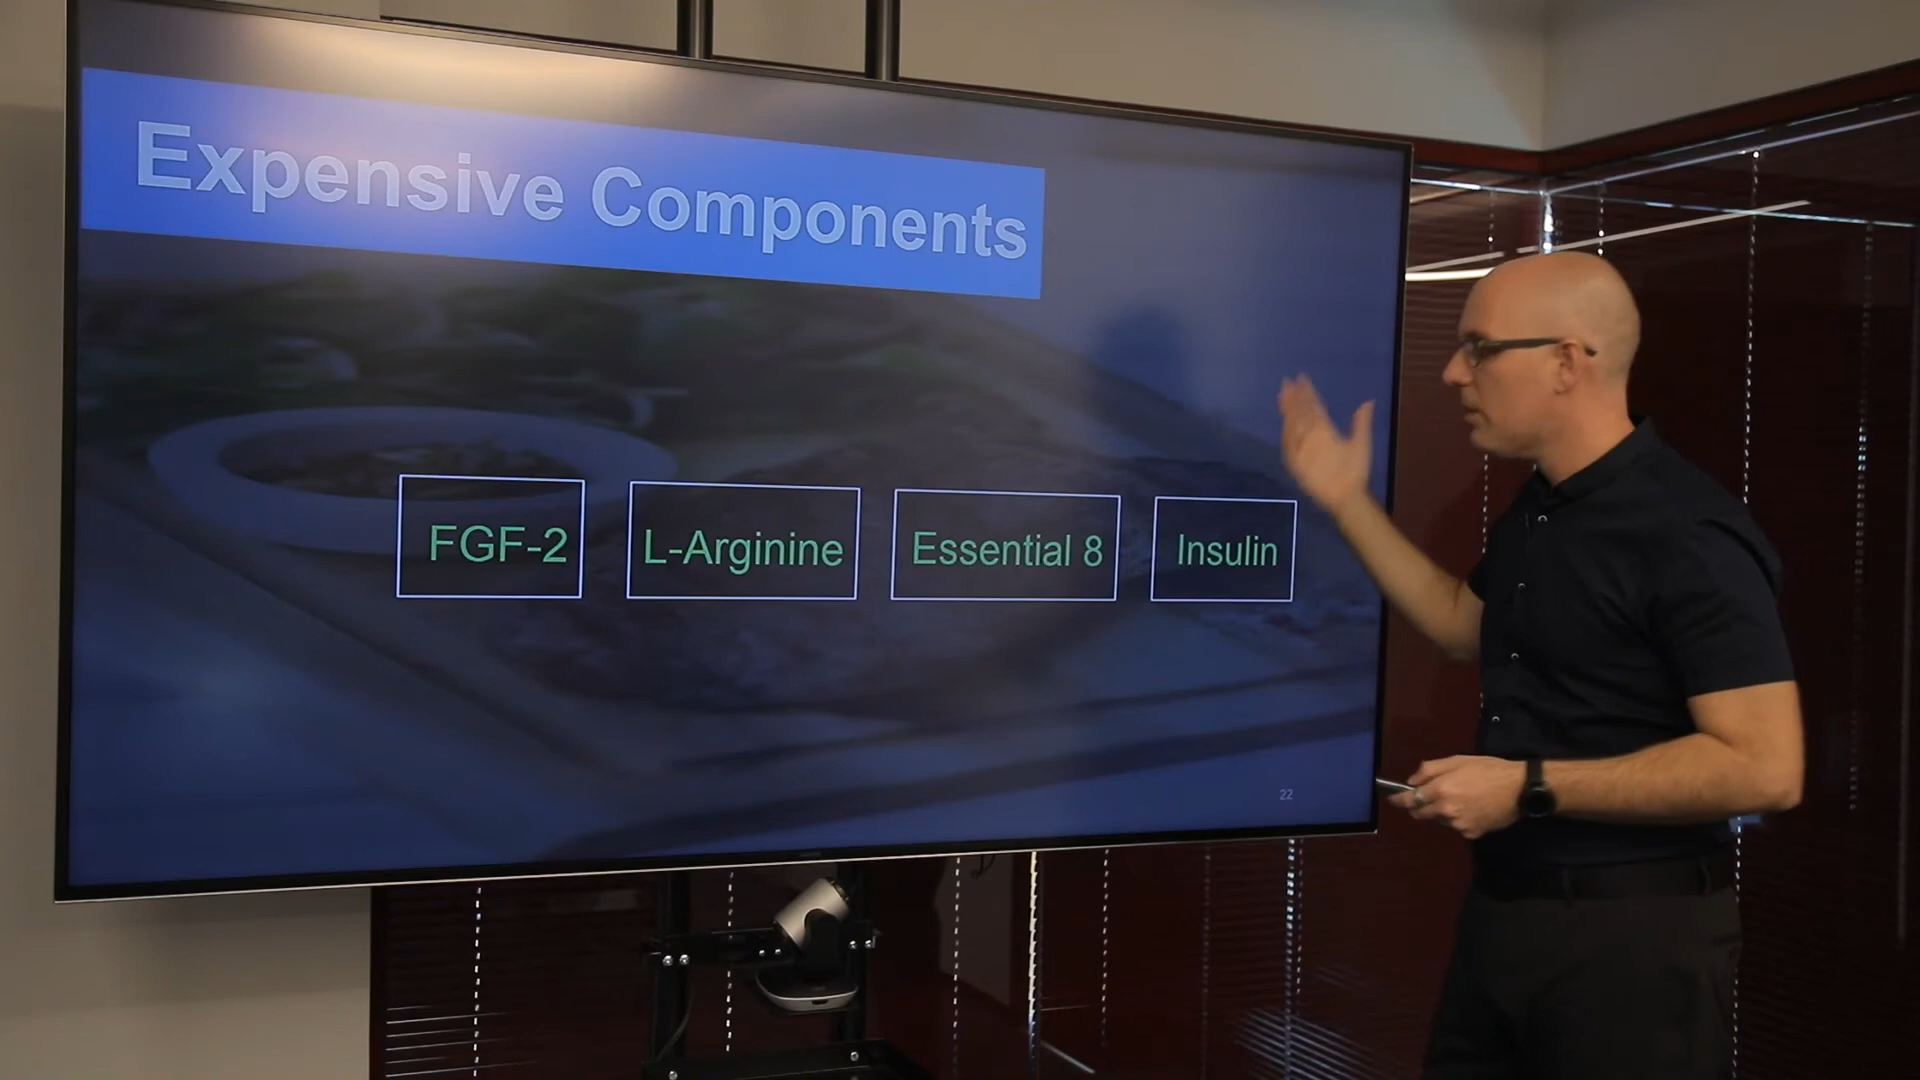 Expensive Components
FGF-2
L-Arginine
Essential 8
Insulin
22